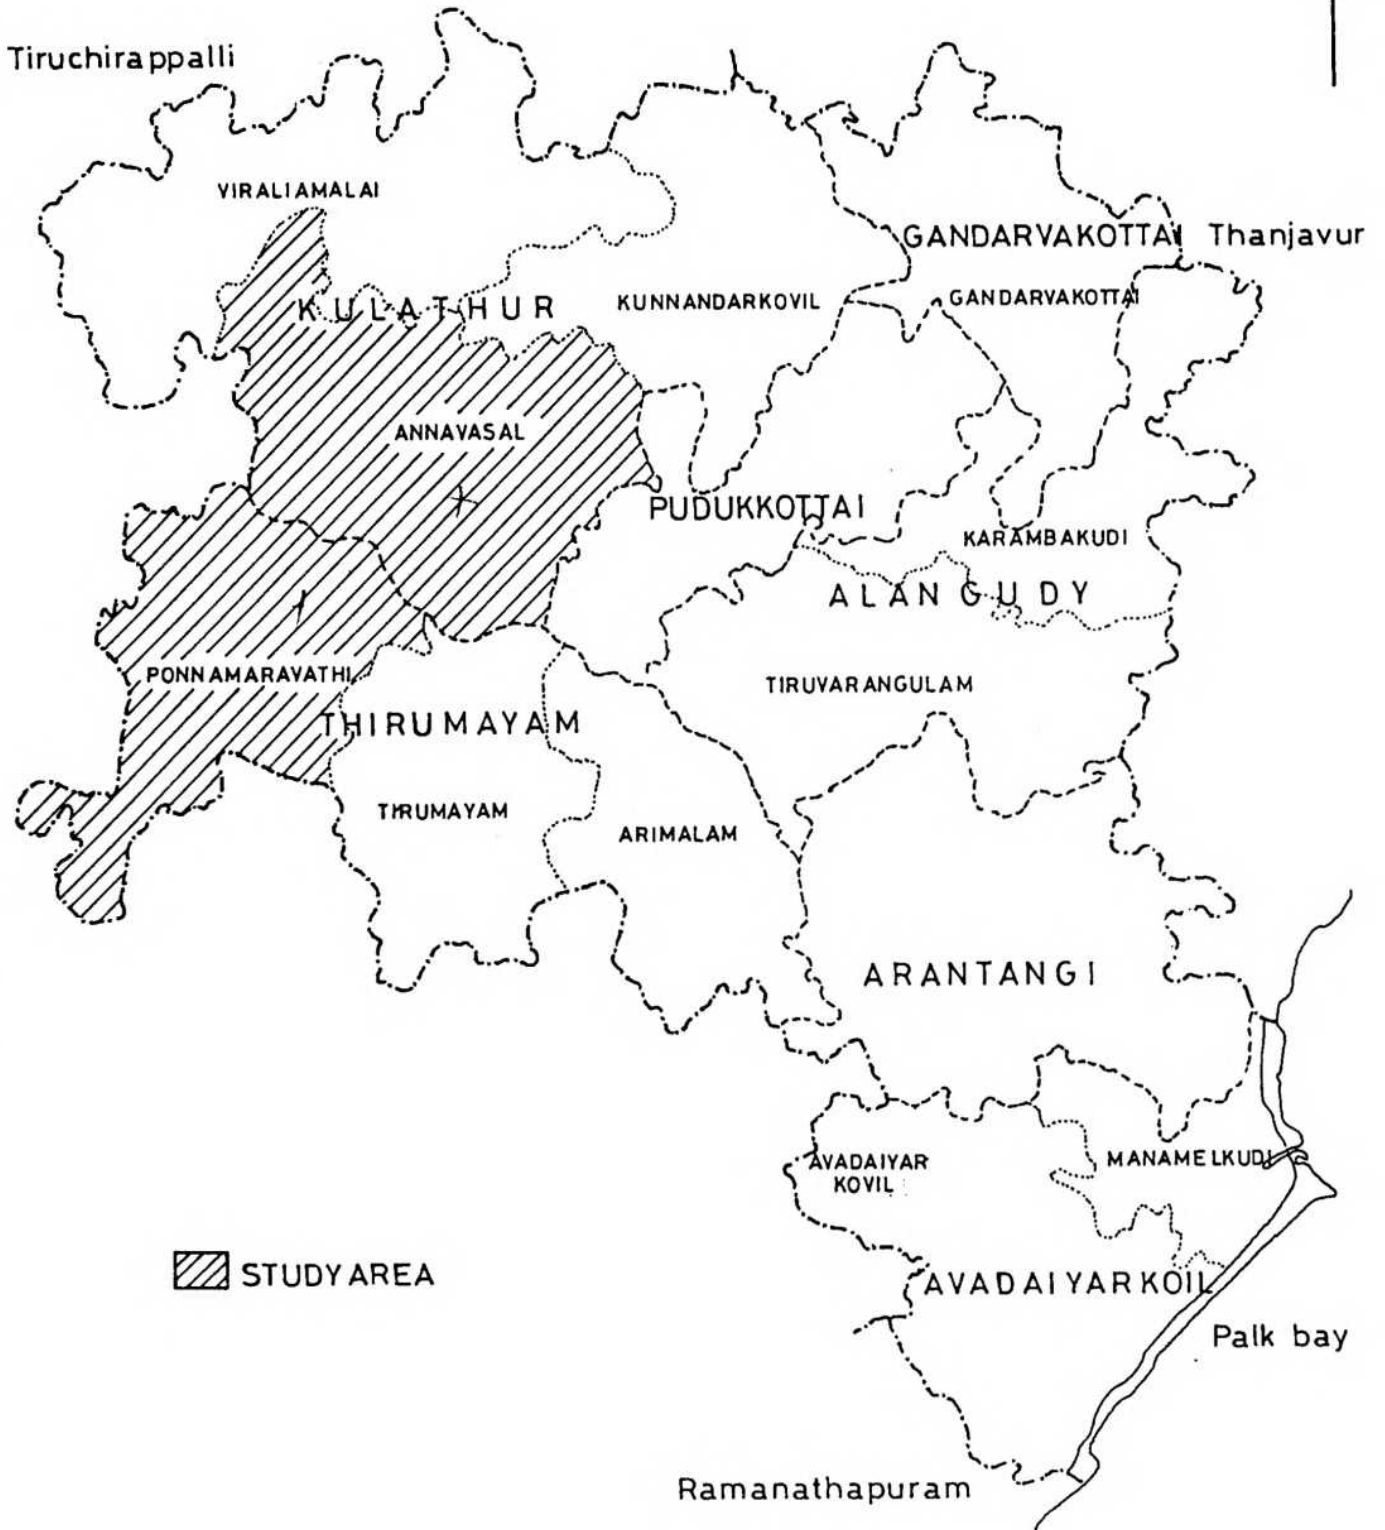 Tiruchirappalli
VIRALIAMALAI
GANDARVAKOTTAI
Thanjavur
KULATHUR
KUNNANDARKOVIL
GANDARVAKOTTAI
ANNAVASAL
PUDUKKOTTAI
KARAMBAKUDI
ALANGUDY
PONNAMARAVATHI
TIRUVARANGULAM
THIRUMAYAM
TIRUMAYAM
ARIMALAM
ARANTANGI
AVADAIYAR
KOVIL
MANAMELKUDI
STUDY AREA
AVADAIYARKOIL
Palk bay
Ramanathapuram